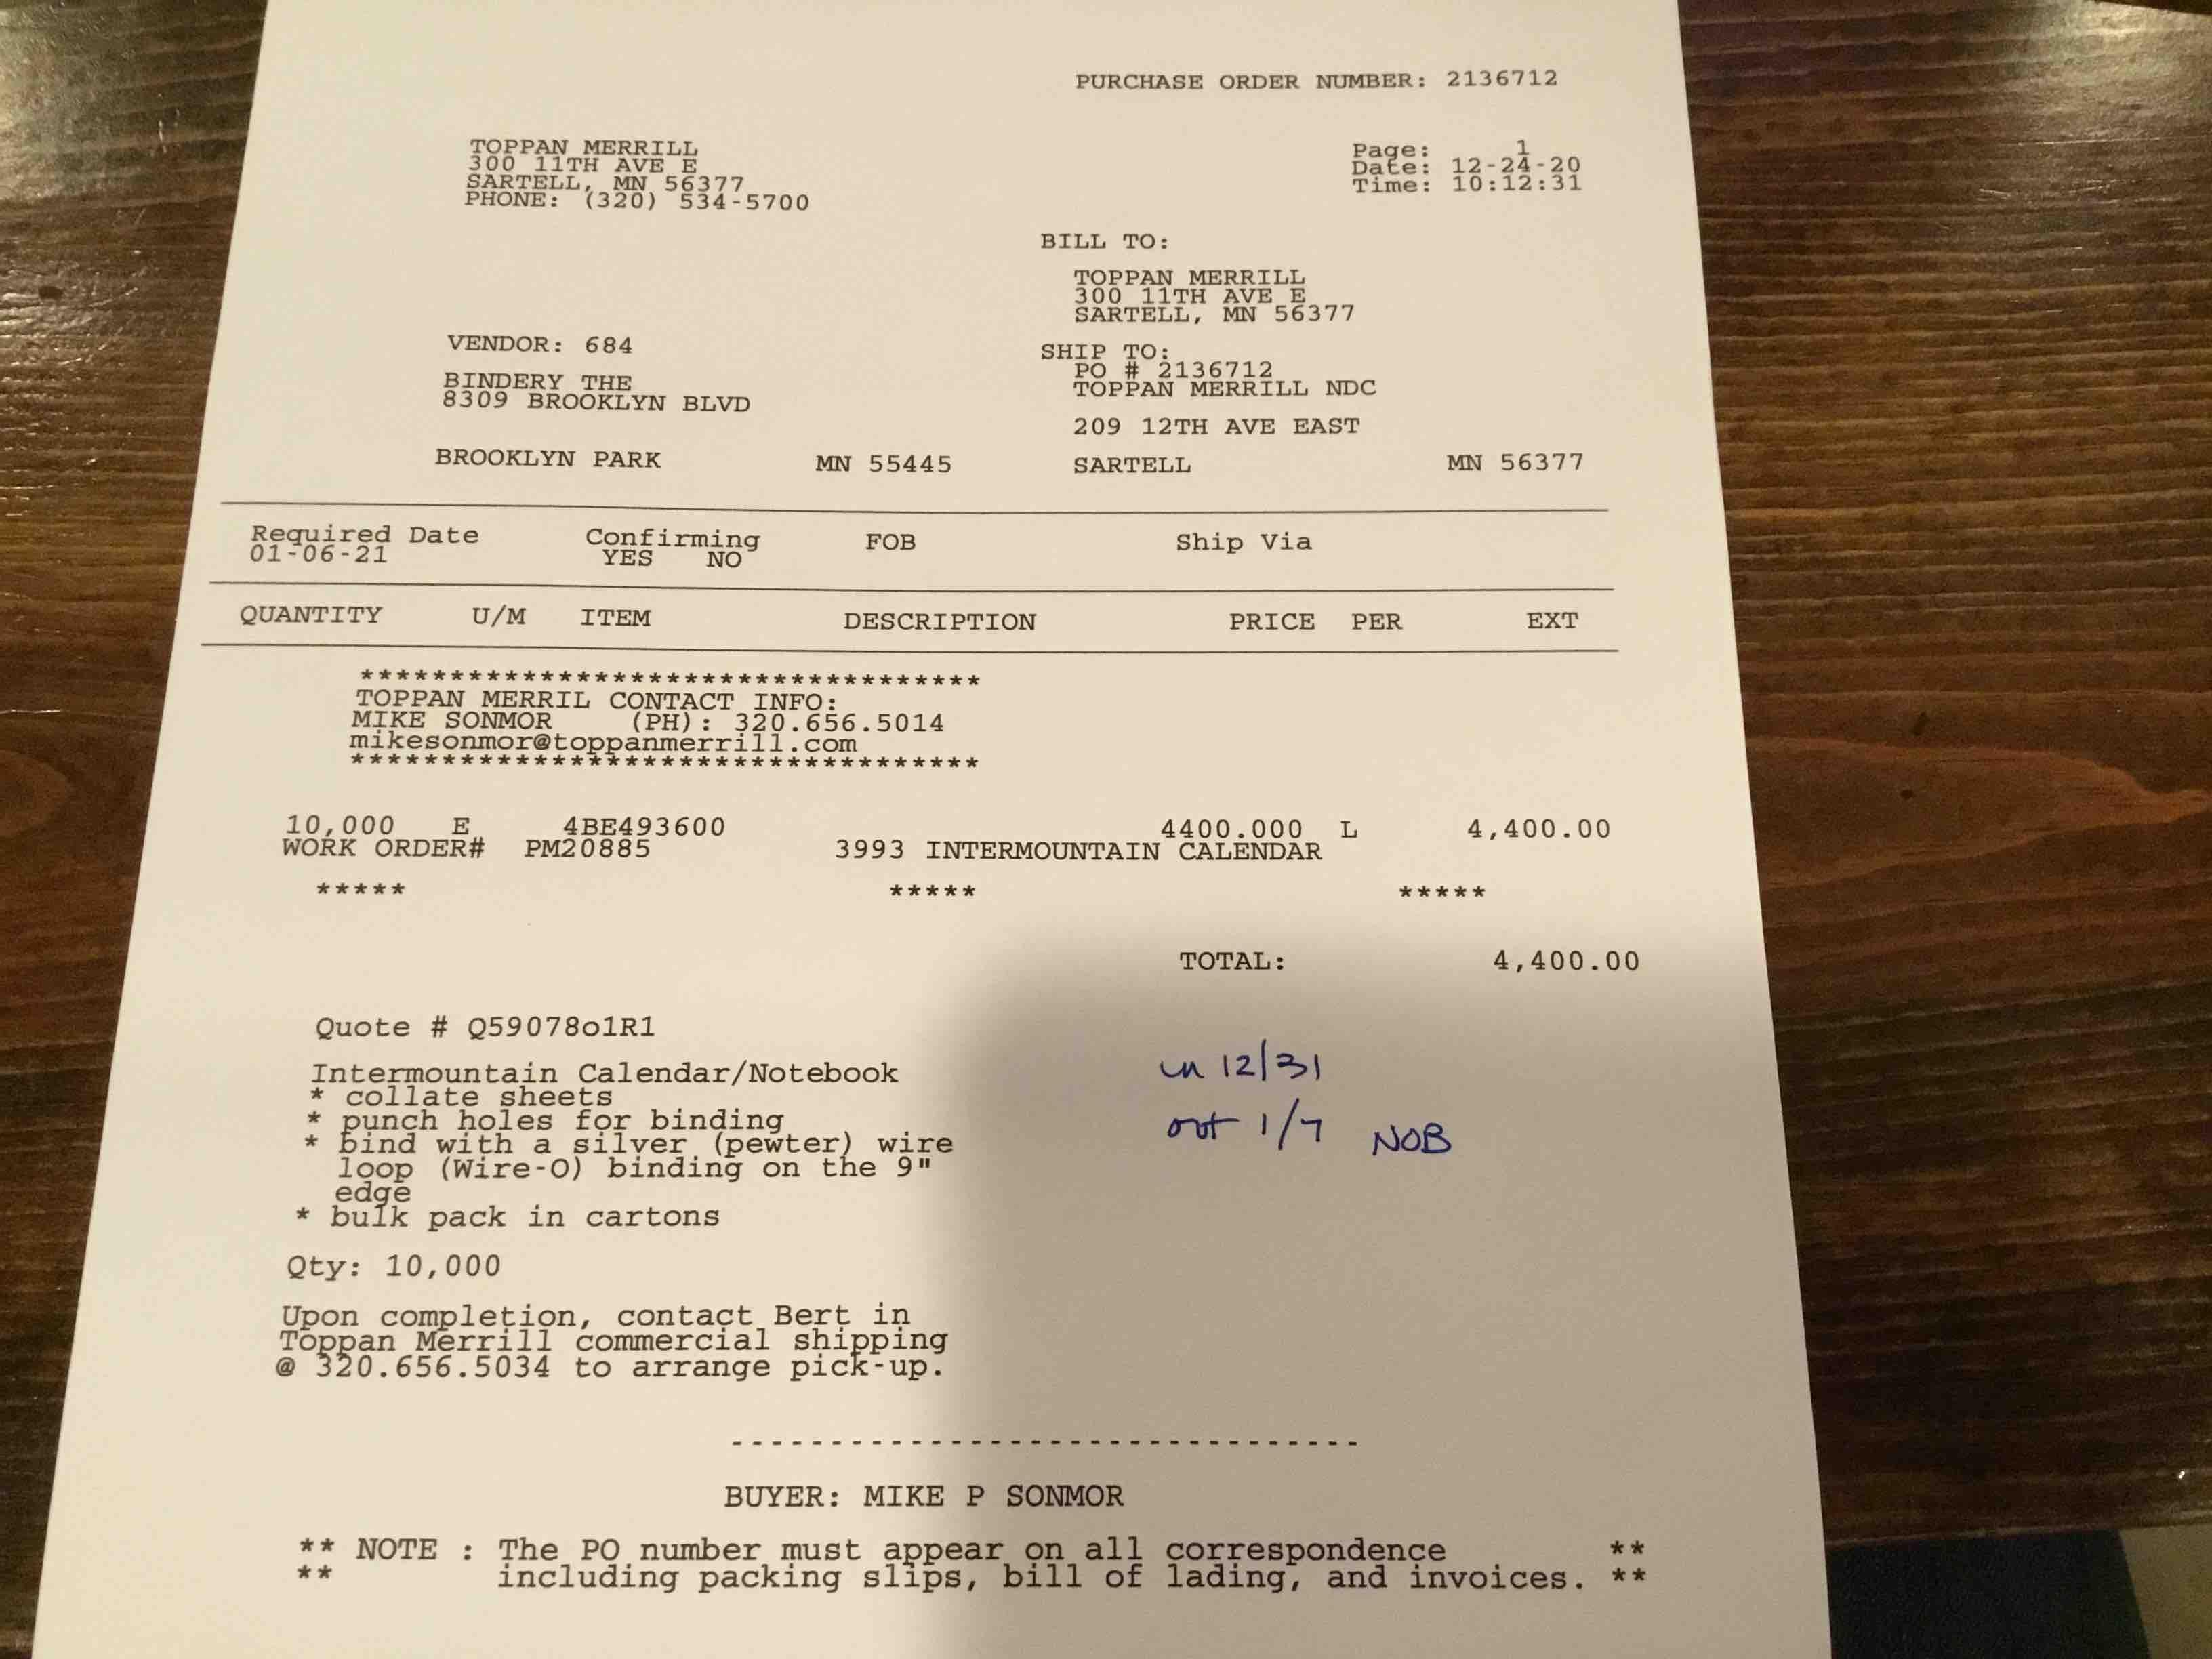 PURCHASE ORDER NUMBER: 2136712
TOPPAN MERRILL
300 11TH AVE E
SARTELL, MN 56377
PHONE: (320) 534-5700
Page: 1
Date: 12-24-20
Time: 10:12:31
BILL TO:
TOPPAN MERRILL
300 11TH AVE E
SARTELL, MN 56377
VENDOR: 684
BINDERY THE
8309 BROOKLYN BLVD
BROOKLYN PARK MN 55445
SHIP TO:
PO # 2136712
TOPPAN MERRILL NDC
209 12TH AVE EAST
SARTELL MN 56377
Required Date Confirming FOB Ship Via
01-06-21 YES NO
QUANTITY U/M ITEM DESCRIPTION PRICE PER EXT
***********************************
TOPPAN MERRIL CONTACT INFO:
MIKE SONMOR (PH): 320.656.5014
mikesonmor@toppanmerrill.com
***********************************
10,000 E 4BE493600 4400.000 L 4,400.00
WORK ORDER# PM20885 3993 INTERMOUNTAIN CALENDAR
***** ***** *****
TOTAL: 4,400.00
Quote # Q59078o1R1
Intermountain Calendar/Notebook
* collate sheets
* punch holes for binding
* bind with a silver (pewter) wire
loop (Wire-O) binding on the 9"
edge
* bulk pack in cartons
in 12/31
out 1/7 NOB
Qty: 10,000
Upon completion, contact Bert in
Toppan Merrill commercial shipping
@ 320.656.5034 to arrange pick-up.
--------------------------------
BUYER: MIKE P SONMOR
** NOTE : The PO number must appear on all correspondence **
** including packing slips, bill of lading, and invoices. **